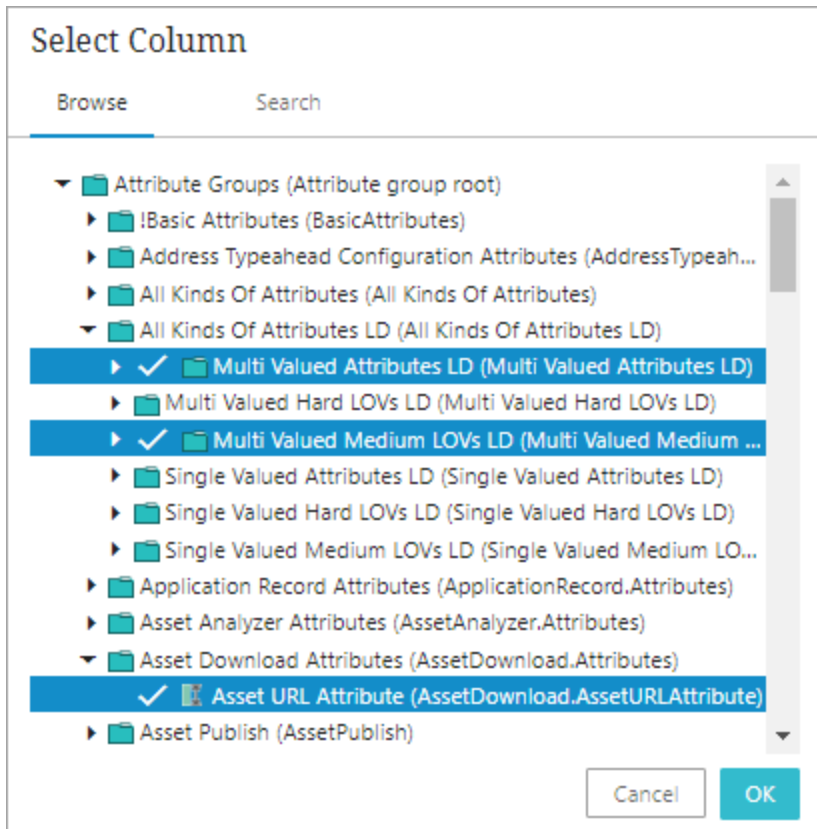 Select Column
Browse Search
Attribute Groups (Attribute group root)
!Basic Attributes (BasicAttributes)
Address Typeahead Configuration Attributes (AddressTypeah...
All Kinds Of Attributes (All Kinds Of Attributes)
All Kinds Of Attributes LD (All Kinds Of Attributes LD)
Multi Valued Attributes LD (Multi Valued Attributes LD)
Multi Valued Hard LOVs LD (Multi Valued Hard LOVs LD)
Multi Valued Medium LOVs LD (Multi Valued Medium ...
Single Valued Attributes LD (Single Valued Attributes LD)
Single Valued Hard LOVs LD (Single Valued Hard LOVs LD)
Single Valued Medium LOVs LD (Single Valued Medium LO...
Application Record Attributes (ApplicationRecord.Attributes)
Asset Analyzer Attributes (AssetAnalyzer.Attributes)
Asset Download Attributes (AssetDownload.Attributes)
Asset URL Attribute (AssetDownload.AssetURLAttribute)
Asset Publish (AssetPublish)
Cancel OK